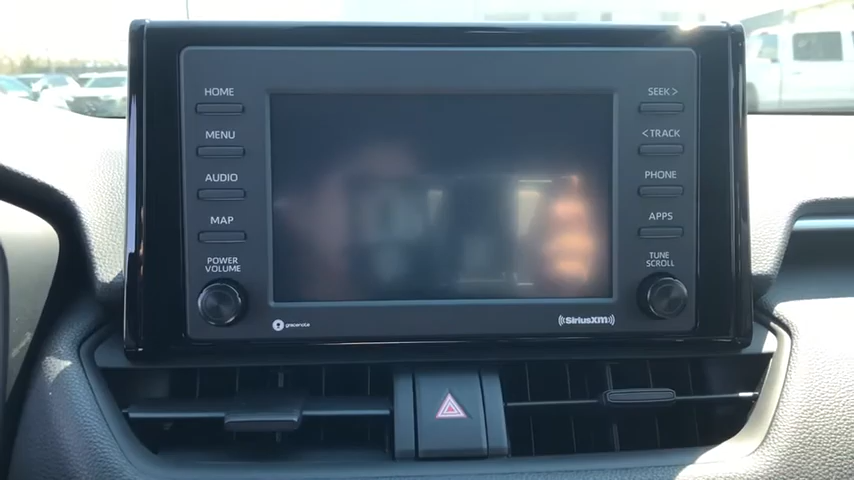 HOME
MENU
AUDIO
MAP
POWER
VOLUME
gracenote
SEEK >
< TRACK
PHONE
APPS
TUNE
SCROLL
SiriusXM